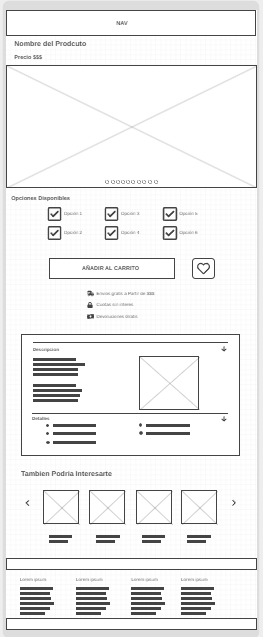 NAV
Nombre del Prodcuto
Precio $$$
Opciones Disponibles
Opción 1 Opción 3 Opción 5
Opción 2 Opción 4 Opción 6
AÑADIR AL CARRITO
Envíos gratis a Partir de $$$
Cuotas sin interes
Devoluciones Gratis
Descripcion
Detalles
Tambien Podria Interesarte
Lorem ipsum Lorem ipsum Lorem ipsum Lorem ipsum